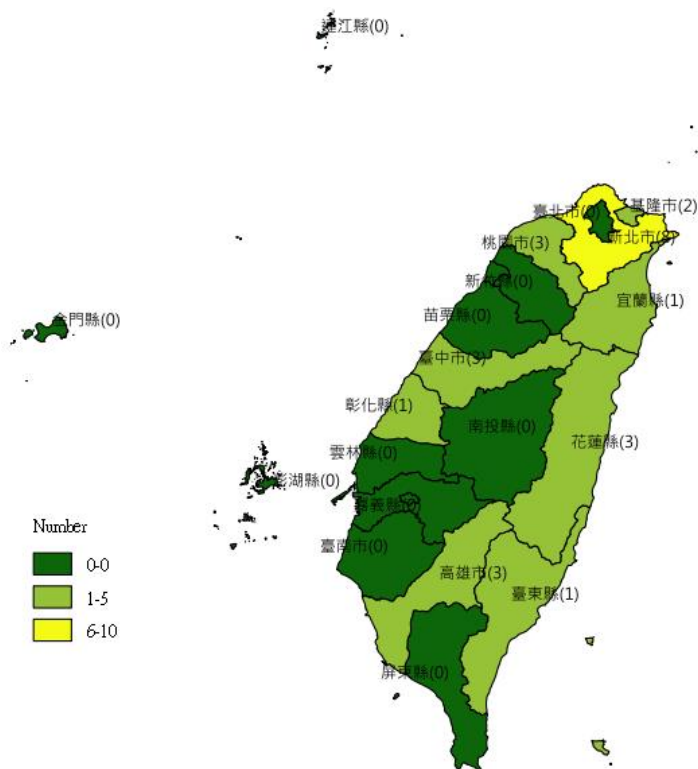 連江縣(0)
臺北市(0)
基隆市(2)
新北市(8)
桃園市(3)
新竹縣(0)
宜蘭縣(1)
苗栗縣(0)
金門縣(0)
臺中市(3)
彰化縣(1)
南投縣(0)
花蓮縣(3)
雲林縣(0)
澎湖縣(0)
嘉義縣(0)
臺南市(0)
高雄市(3)
臺東縣(1)
屏東縣(0)
Number
0-0
1-5
6-10